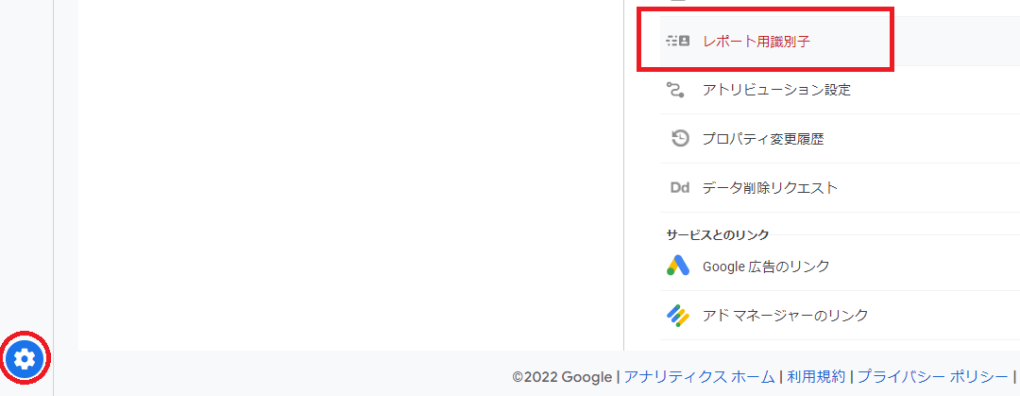 レポート用識別子
アトリビューション設定
プロパティ変更履歴
Dd データ削除リクエスト
サービスとのリンク
Google 広告のリンク
アド マネージャーのリンク
©2022 Google | アナリティクス ホーム | 利用規約 | プライバシー ポリシー |